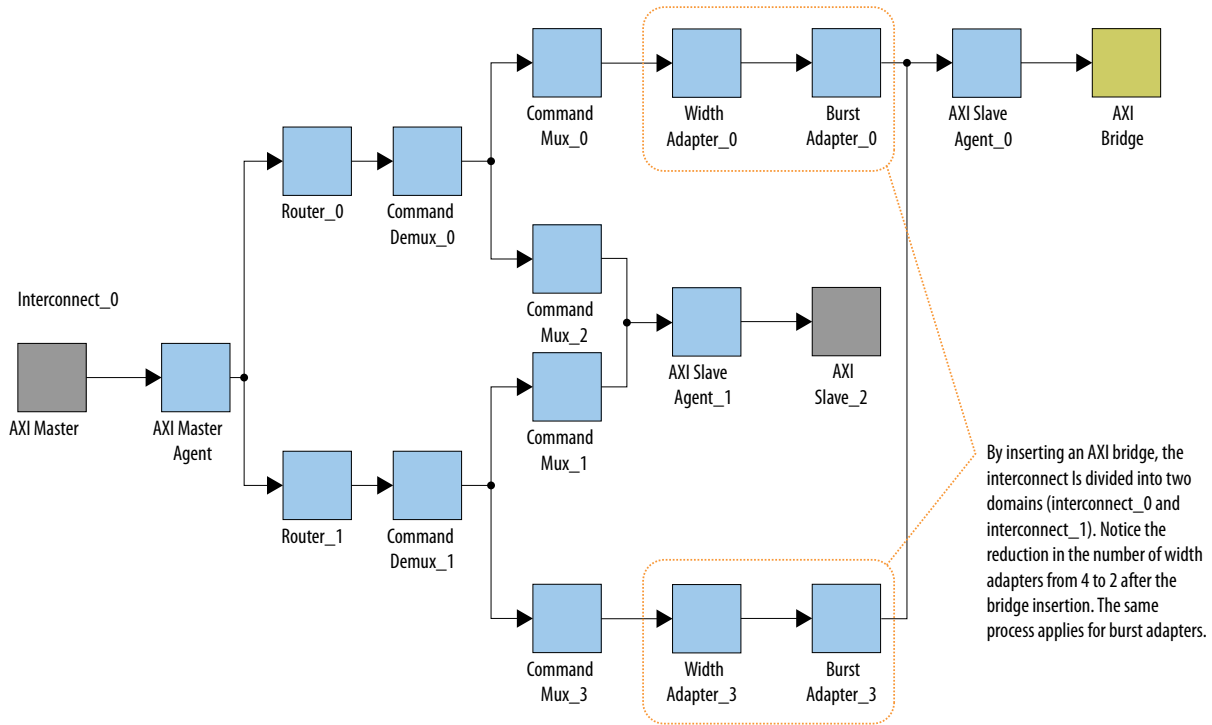 Command
Mux_0
Width
Adapter_0
Burst
Adapter_0
AXI Slave
Agent_0
AXI
Bridge
Router_0
Command
Demux_0
Interconnect_0
Command
Mux_2
AXI Master
AXI Master
Agent
AXI Slave
Agent_1
AXI
Slave_2
Command
Mux_1
Router_1
Command
Demux_1
Command
Mux_3
Width
Adapter_3
Burst
Adapter_3
By inserting an AXI bridge, the
interconnect Is divided into two
domains (interconnect_0 and
interconnect_1). Notice the
reduction in the number of width
adapters from 4 to 2 after the
bridge insertion. The same
process applies for burst adapters.